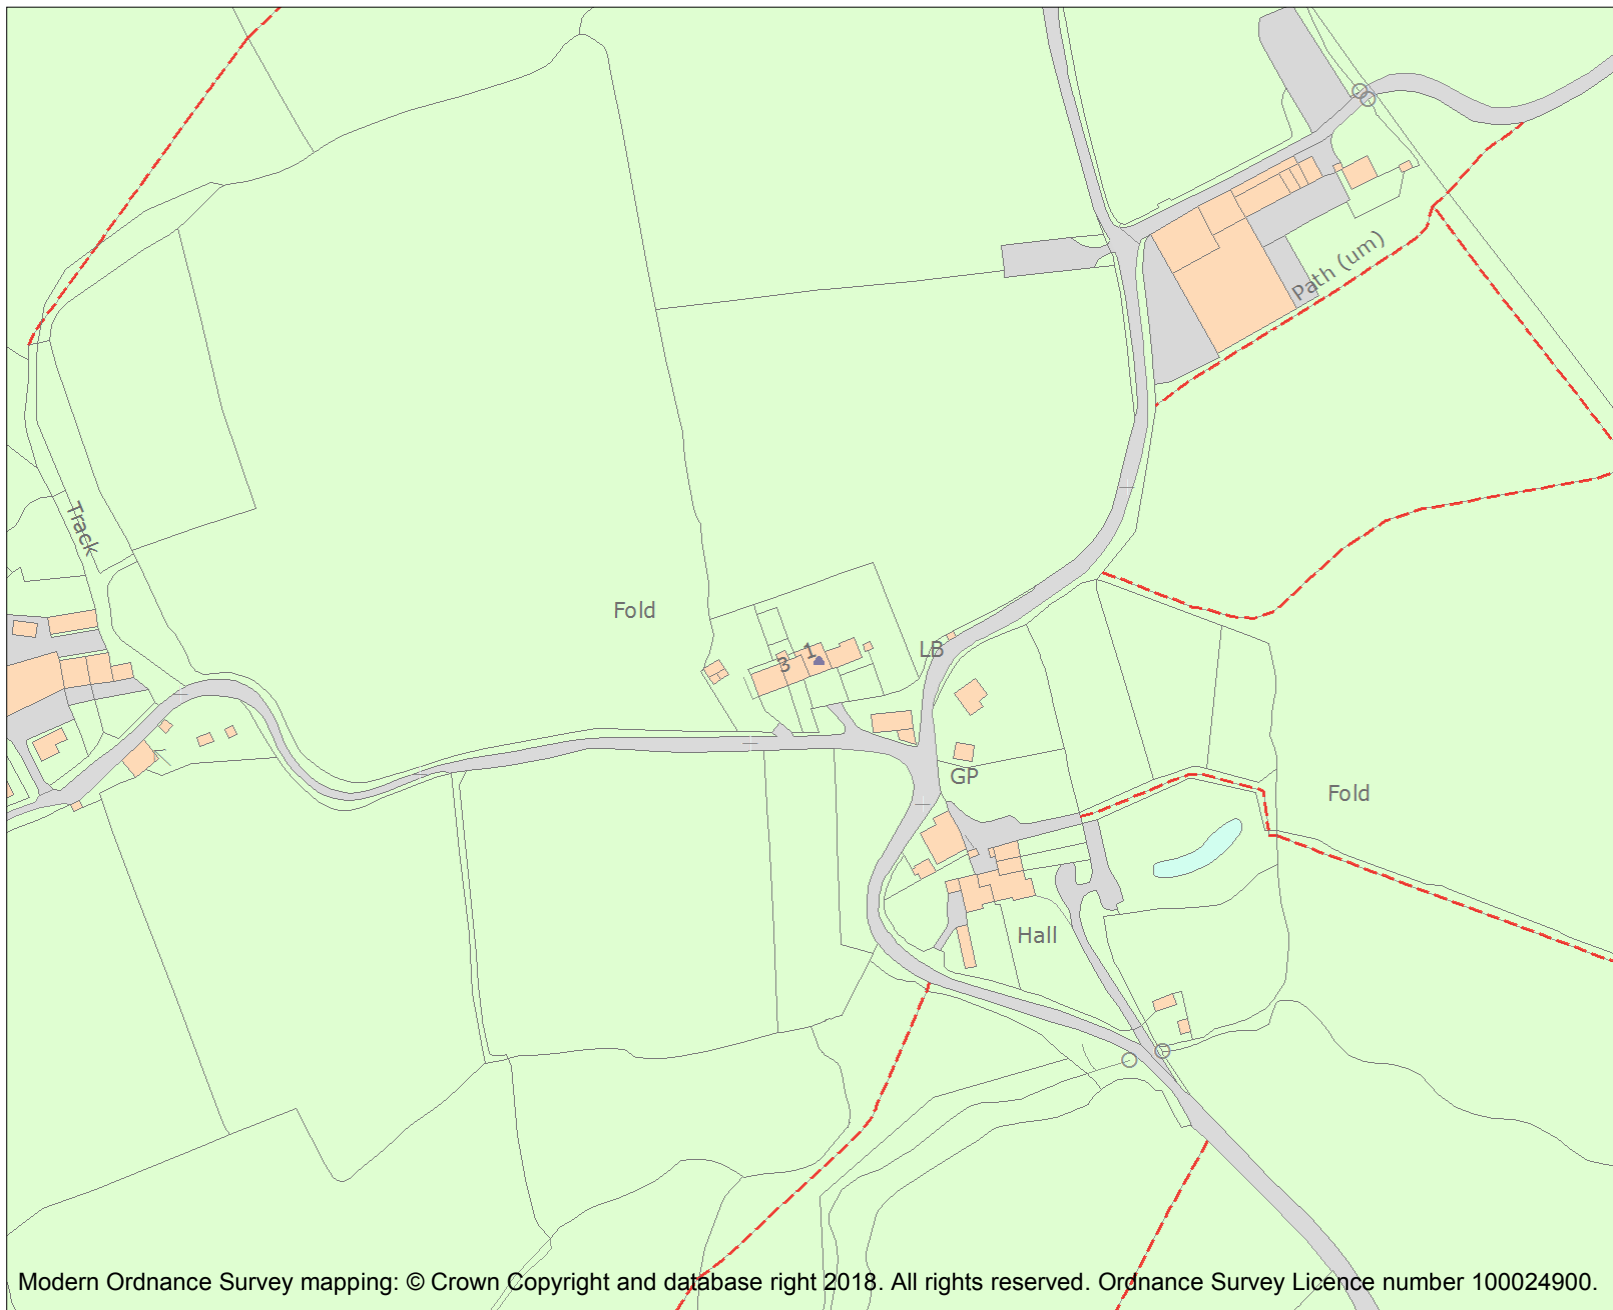 Path (um)
Track
Fold
LB
1
3
GP
Fold
Hall
Modern Ordnance Survey mapping: © Crown Copyright and database right 2018. All rights reserved. Ordnance Survey Licence number 100024900.